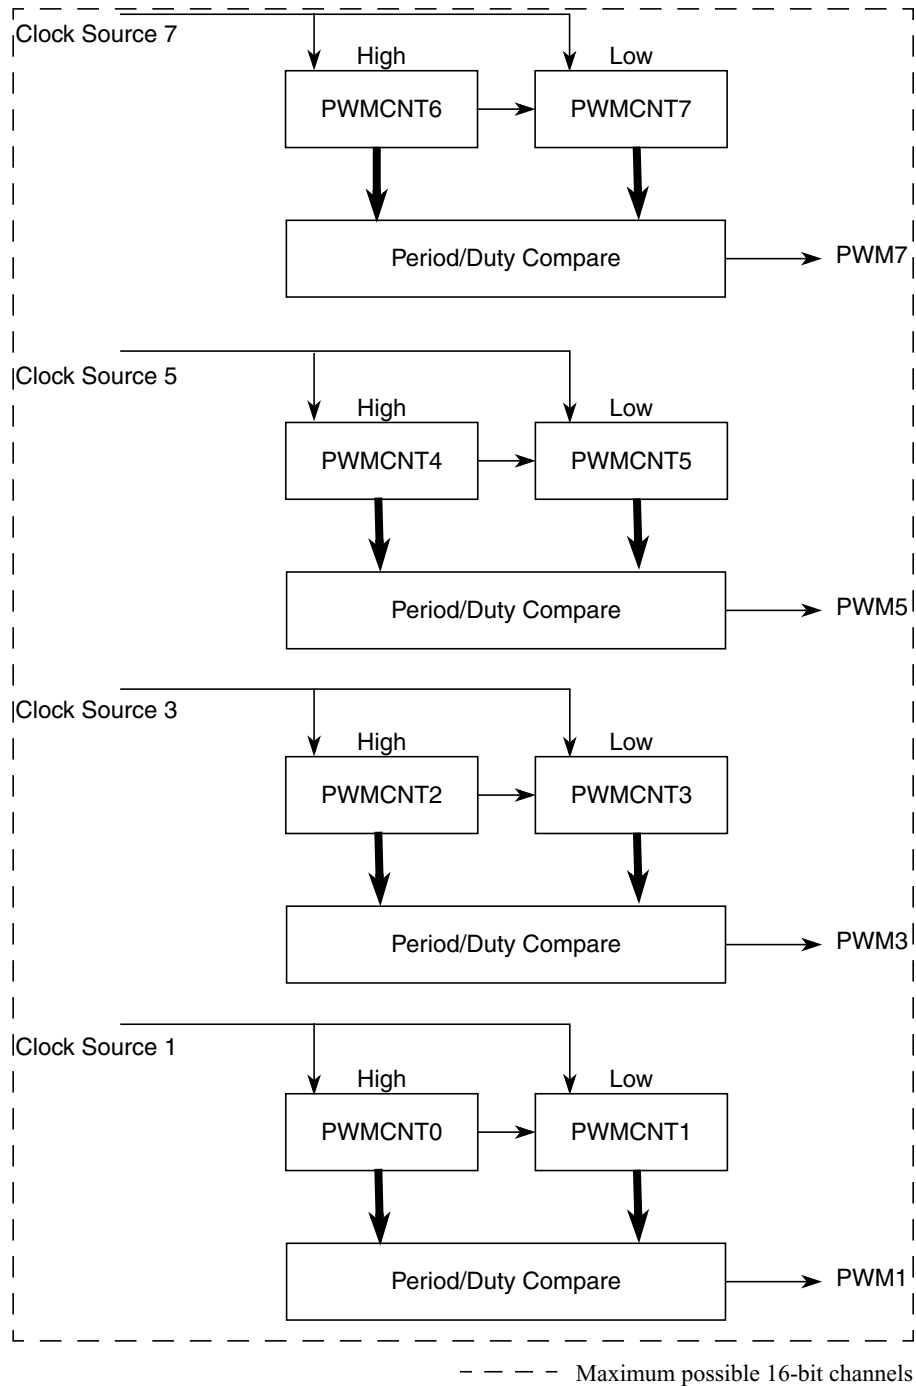 Clock Source 7
High
Low
PWMCNT6
PWMCNT7
Period/Duty Compare
PWM7
Clock Source 5
High
Low
PWMCNT4
PWMCNT5
Period/Duty Compare
PWM5
Clock Source 3
High
Low
PWMCNT2
PWMCNT3
Period/Duty Compare
PWM3
Clock Source 1
High
Low
PWMCNT0
PWMCNT1
Period/Duty Compare
PWM1
Maximum possible 16-bit channels